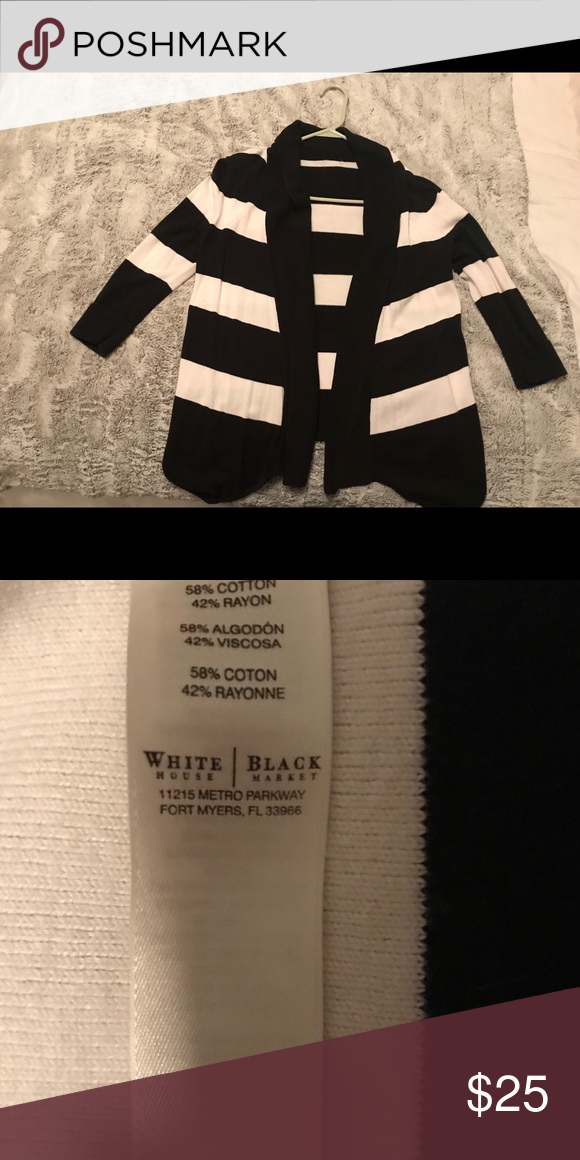 POSHMARK
58% COTTON
42% RAYON
58% ALGODÓN
42% VISCOSA
58% COTON
42% RAYONNE
WHITE | BLACK
HOUSE MARKET
11215 METRO PARKWAY
FORT MYERS, FL 33966
$25